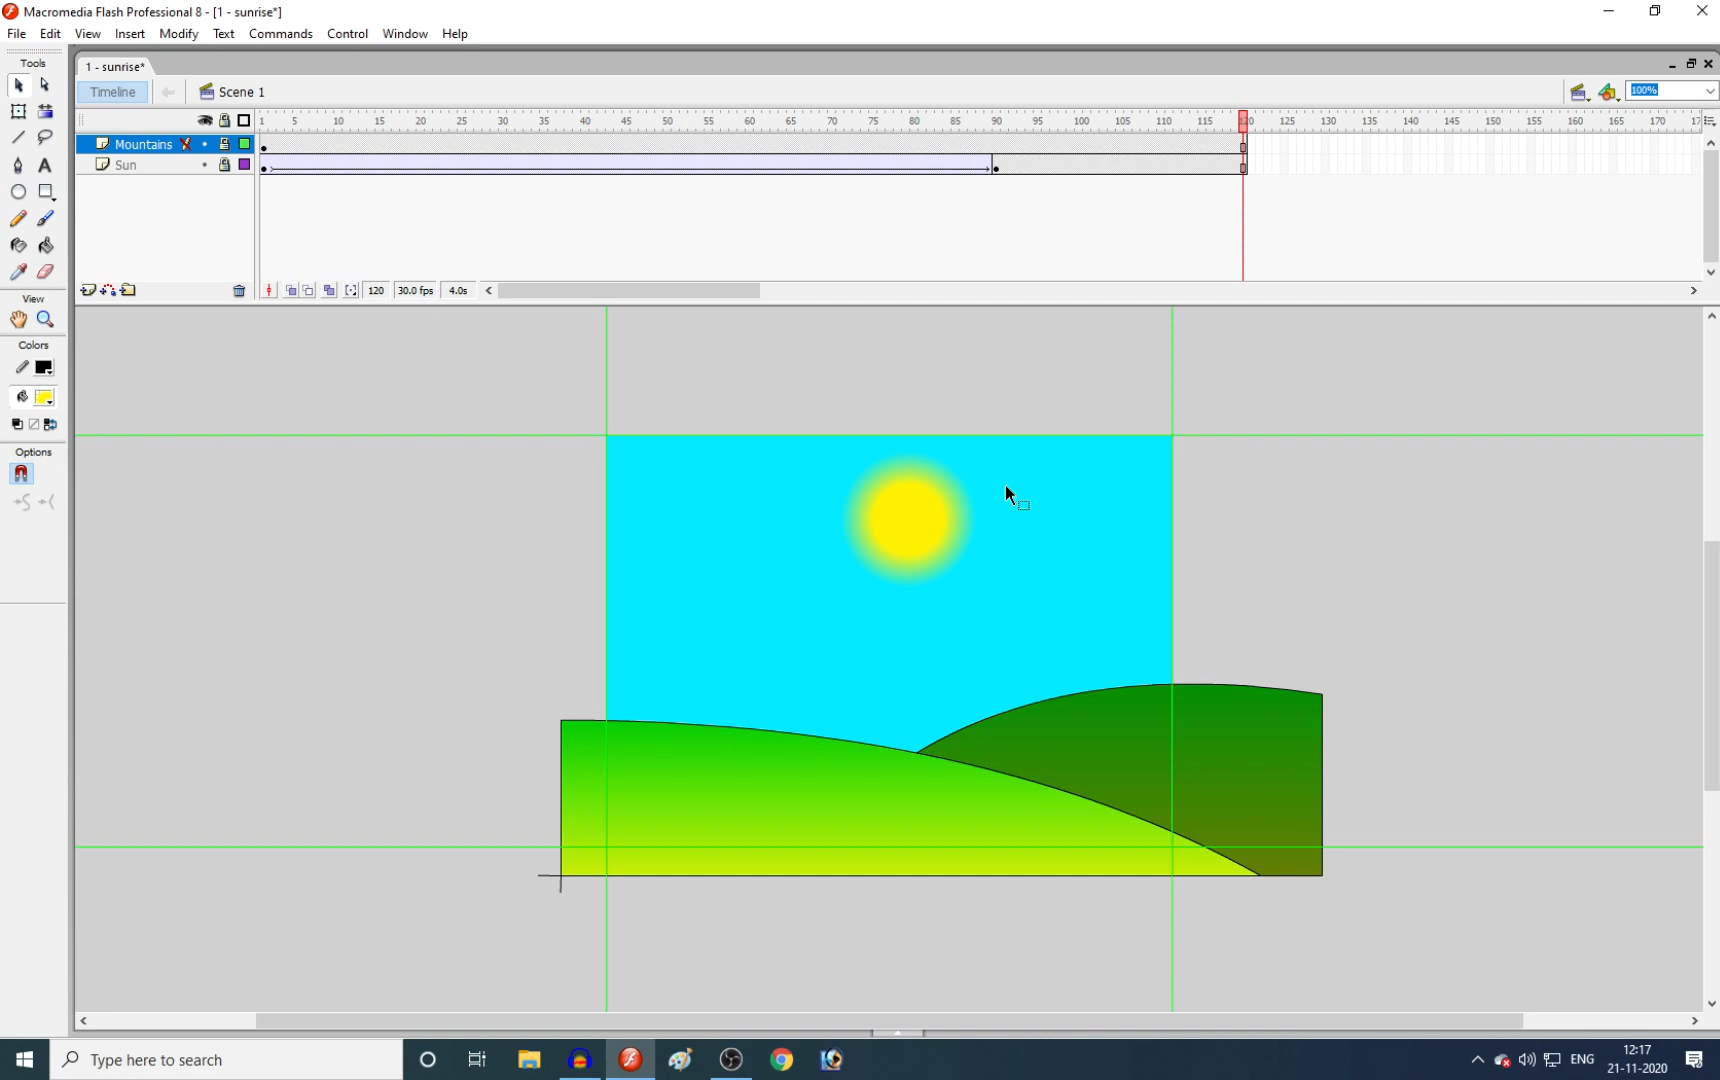 Macromedia Flash Professional 8 - [1 - sunrise*]
File Edit View Insert Modify Text Commands Control Window Help
Tools
1 - sunrise*
Timeline
Scene 1
100%
1 5 10 15 20 25 30 35 40 45 50 55 60 65 70 75 80 85 90 95 100 105 110 115 120 125 130 135 140 145 150 155 160 165 170 17
Mountains
Sun
120 30.0 fps 4.0s
View
Colors
Options
Type here to search
ENG
12:17
21-11-2020